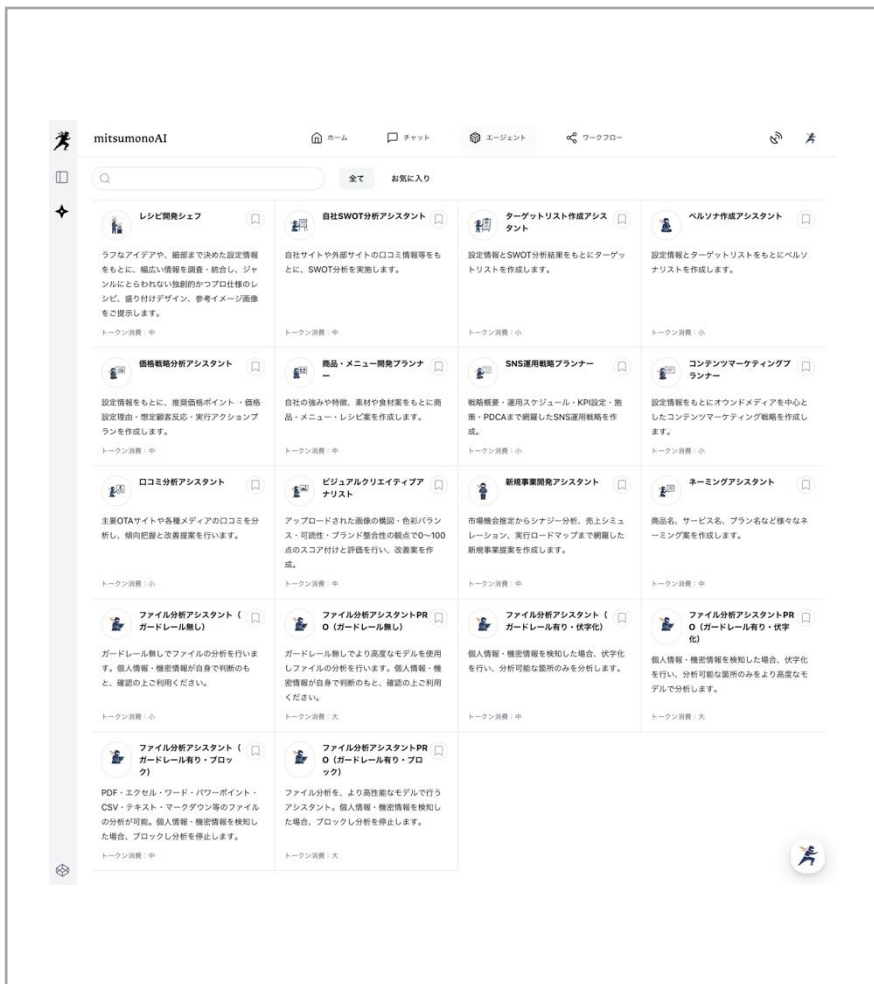 mitsumonoAI
ホーム
チャット
エージェント
ワークフロー
全て
お気に入り
レシピ開発シェフ
ラフなアイデアや、細部まで決めた設定情報
をもとに、幅広い情報を調査・統合し、ジャ
ンルにとらわれない独創的かつプロ仕様のレ
シピ、盛り付けデザイン、参考イメージ画像
をご提示します。
トークン消費：中
自社SWOT分析アシスタント
自社サイトや外部サイトの口コミ情報等をも
とに、SWOT分析を実施します。
トークン消費：中
ターゲットリスト作成アシス
タント
設定情報とSWOT分析結果をもとにターゲッ
トリストを作成します。
トークン消費：小
ペルソナ作成アシスタント
設定情報とターゲットリストをもとにペルソ
ナリストを作成します。
トークン消費：小
価格戦略分析アシスタント
設定情報をもとに、推奨価格ポイント ・価格
設定理由・想定顧客反応・実行アクションプ
ランを作成します。
トークン消費：中
商品・メニュー開発プランナ
ー
自社の強みや特徴、素材や食材案をもとに商
品・メニュー・レシピ案を作成します。
トークン消費：中
SNS運用戦略プランナー
戦略概要・運用スケジュール・KPI設定・施
策・PDCAまで網羅したSNS運用戦略を作
成。
トークン消費：小
コンテンツマーケティングプ
ランナー
設定情報をもとにオウンドメディアを中心と
したコンテンツマーケティング戦略を作成し
ます。
トークン消費：小
口コミ分析アシスタント
主要OTAサイトや各種メディアの口コミを分
析し、傾向把握と改善提案を行います。
トークン消費：小
ビジュアルクリエイティブア
ナリスト
アップロードされた画像の構図・色彩バラン
ス・可読性・ブランド整合性の観点で0〜100
点のスコア付けと評価を行い、改善案を作
成。
トークン消費：中
新規事業開発アシスタント
市場機会推定からシナジー分析、売上シミュ
レーション、実行ロードマップまで網羅した
新規事業提案を作成します。
トークン消費：中
ネーミングアシスタント
商品名、サービス名、プラン名など様々なネ
ーミング案を作成します。
トークン消費：中
ファイル分析アシスタント（
ガードレール無し）
ガードレール無しでファイルの分析を行いま
す。個人情報・機密情報が自身で判断のも
と、確認の上ご利用ください。
トークン消費：小
ファイル分析アシスタントPR
O（ガードレール無し）
ガードレール無しでより高度なモデルを使用
しファイルの分析を行います。個人情報・機
密情報が自身で判断のもと、確認の上ご利用
ください。
トークン消費：大
ファイル分析アシスタント（
ガードレール有り・伏字化）
個人情報・機密情報を検知した場合、伏字化
を行い、分析可能な箇所のみを分析します。
トークン消費：中
ファイル分析アシスタントPR
O（ガードレール有り・伏字
化）
個人情報・機密情報を検知した場合、伏字化
を行い、分析可能な箇所のみをより高度なモ
デルで分析します。
トークン消費：大
ファイル分析アシスタント（
ガードレール有り・ブロッ
ク）
PDF・エクセル・ワード・パワーポイント・
CSV・テキスト・マークダウン等のファイル
の分析が可能。個人情報・機密情報を検知し
た場合、ブロックし分析を停止します。
トークン消費：中
ファイル分析アシスタントPR
O（ガードレール有り・ブロ
ック）
ファイル分析を、より高性能なモデルで行う
アシスタント。個人情報・機密情報を検知し
た場合、ブロックし分析を停止します。
トークン消費：大